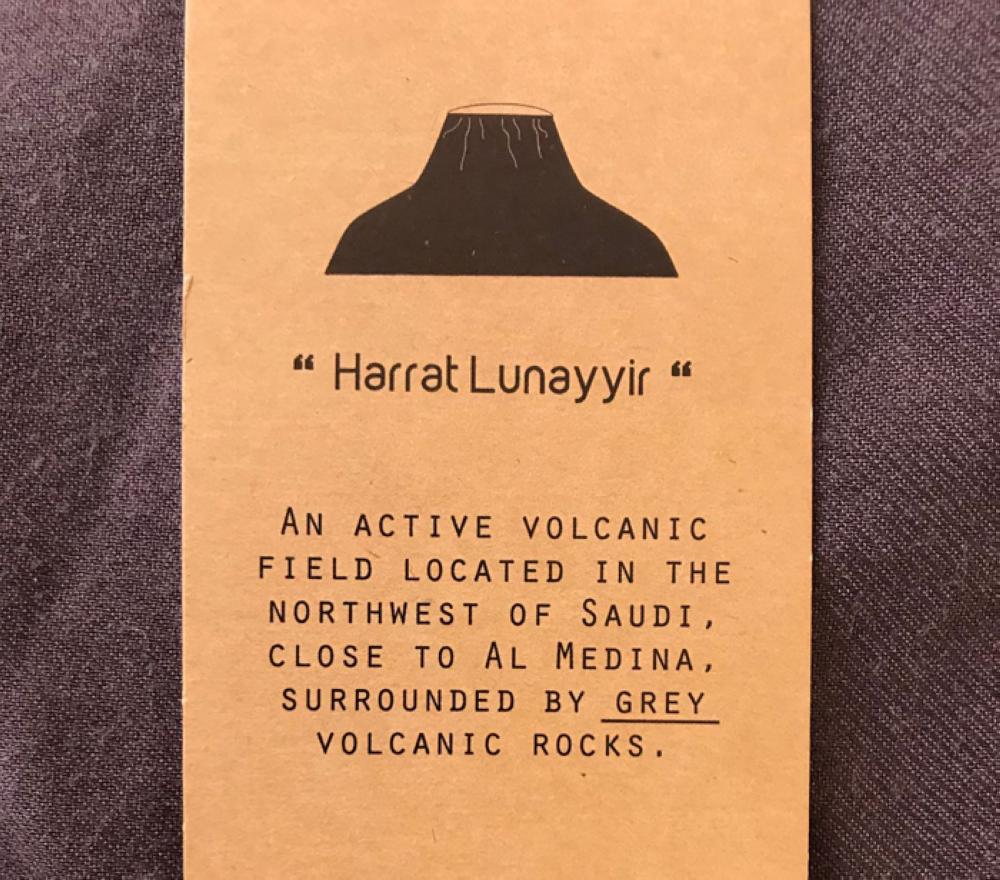 “ Harrat Lunayyir “
An active volcanic
field located in the
northwest of Saudi,
close to Al Medina,
surrounded by grey
volcanic rocks.